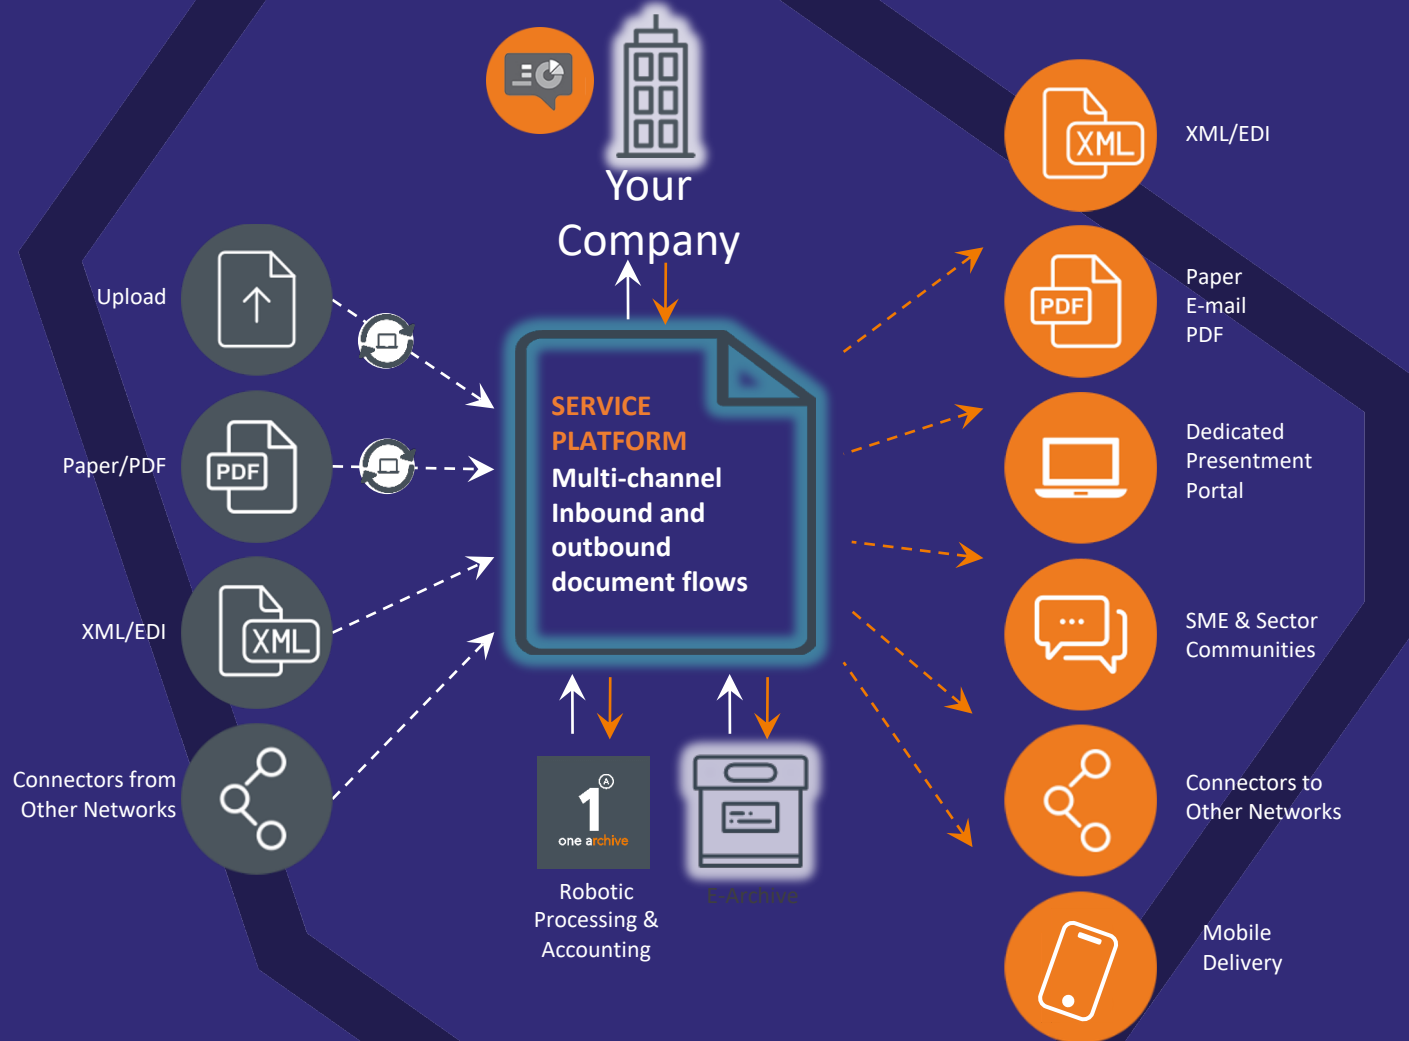 Your
Company
Upload
PDF
Paper/PDF
XML
XML/EDI
Connectors from
Other Networks
SERVICE
PLATFORM
Multi-channel
Inbound and
outbound
document flows
1
A
one archive
Robotic
Processing &
Accounting
E-Archive
XML
XML/EDI
PDF
Paper
E-mail
PDF
Dedicated
Presentment
Portal
SME & Sector
Communities
Connectors to
Other Networks
Mobile
Delivery